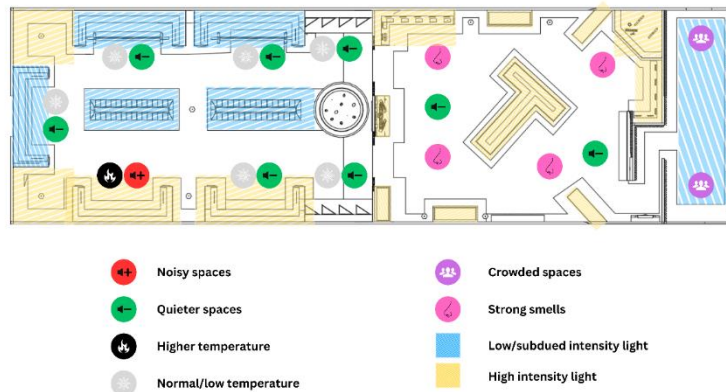 Noisy spaces
Crowded spaces
Quieter spaces
Strong smells
Higher temperature
Low/subdued intensity light
Normal/low temperature
High intensity light